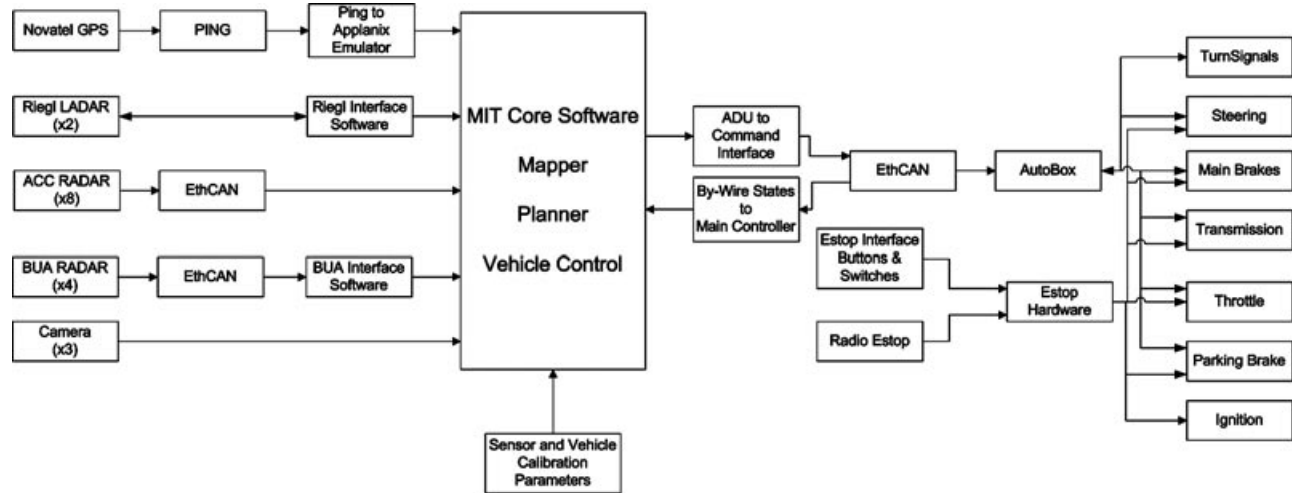 Novatel GPS
PING
Ping to
Applanix
Emulator
Riegl LADAR
(x2)
Riegl Interface
Software
ACC RADAR
(x8)
EthCAN
BUA RADAR
(x4)
EthCAN
BUA Interface
Software
Camera
(x3)
MIT Core Software
Mapper
Planner
Vehicle Control
Sensor and Vehicle
Calibration
Parameters
ADU to
Command
Interface
By-Wire States
to
Main Controller
EthCAN
AutoBox
Estop Interface
Buttons &
Switches
Radio Estop
Estop
Hardware
TurnSignals
Steering
Main Brakes
Transmission
Throttle
Parking Brake
Ignition